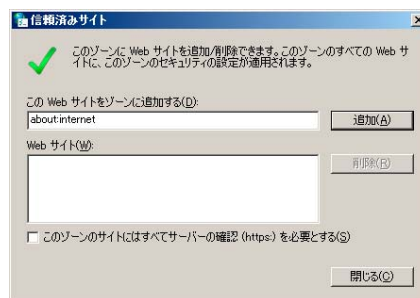 信頼済みサイト
このゾーンに Web サイトを追加/削除できます。このゾーンのすべての Web サ
イトに、このゾーンのセキュリティの設定が適用されます。
この Web サイトをゾーンに追加する(D):
about:internet
追加(A)
Web サイト(W):
削除(R)
このゾーンのサイトにはすべてサーバーの確認 (https:) を必要とする(S)
閉じる(C)